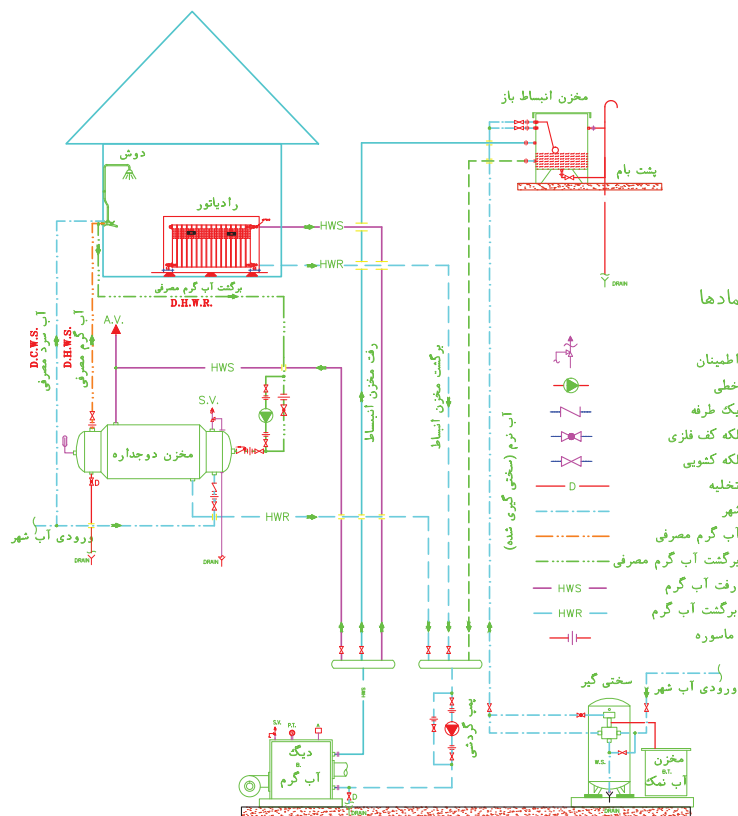 مخزن انبساط باز
دوش
پشت بام
رادیاتور
HWS
HWR
DRAIN
برگشت آب گرم مصرفی
D.H.W.R.
مادها
A.V.
D.C.W.S.
آب سرد مصرفی
D.H.W.S.
آب گرم مصرفی
رفت مخزن انبساط
برگشت مخزن انبساط
آب نرم (سختی گیری شده)
HWS
S.V.
مخزن دوجداره
D
HWR
ورودی آب شهر
DRAIN
DRAIN
اطمینان
خطی
یک طرفه
لکه کف فلزی
لکه کشویی
تخلیه
D
شهر
آب گرم مصرفی
برگشت آب گرم مصرفی
رفت آب گرم
HWS
برگشت آب گرم
HWR
ماسوره
سختی گیر
ورودی آب شهر
HWS
پمپ گردشی
S.V.
P.T.
A
دیگ
B.
آب گرم
D
DRAIN
W.S.
DRAIN
مخزن
B.T.
آب نمک